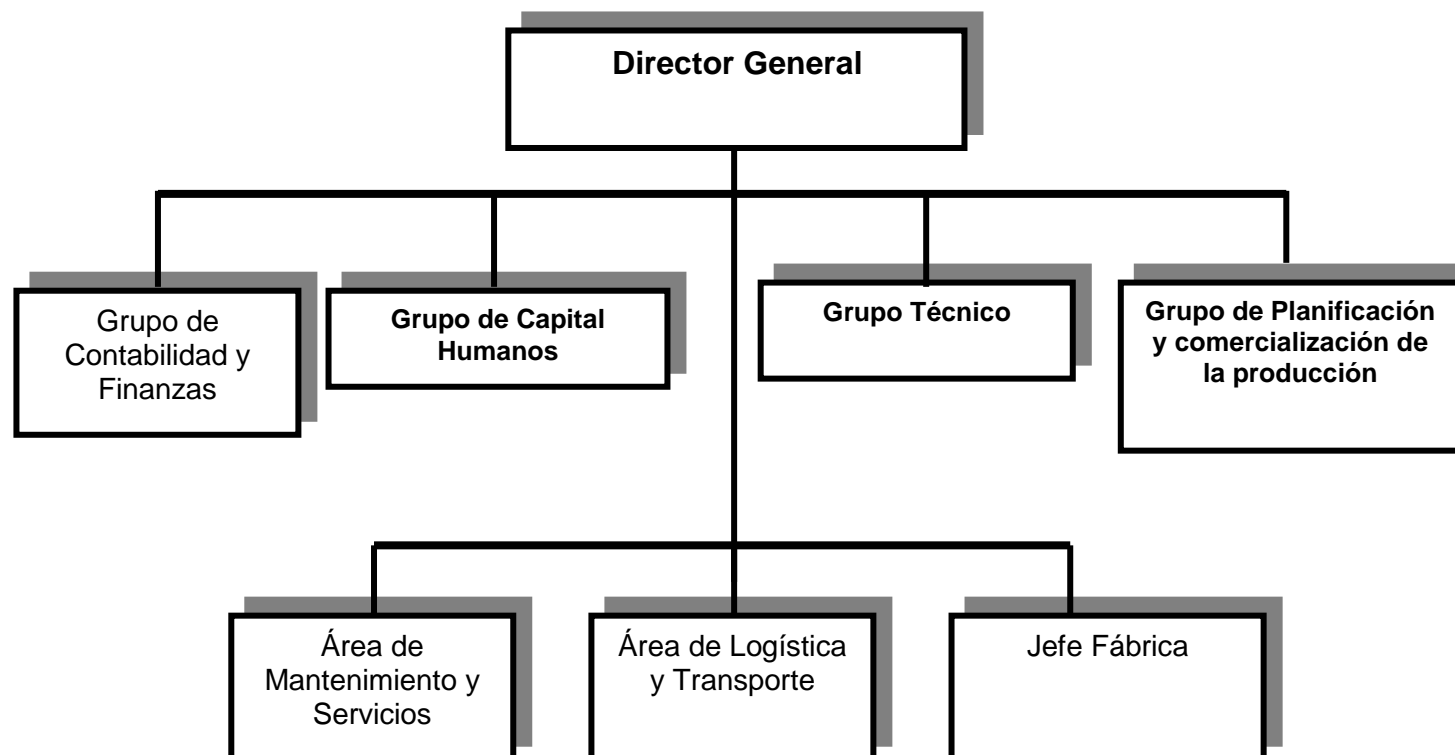 Director General
Grupo de
Contabilidad y
Finanzas
Grupo de Capital
Humanos
Grupo Técnico
Grupo de Planificación
y comercialización de
la producción
Área de
Mantenimiento y
Servicios
Área de Logística
y Transporte
Jefe Fábrica